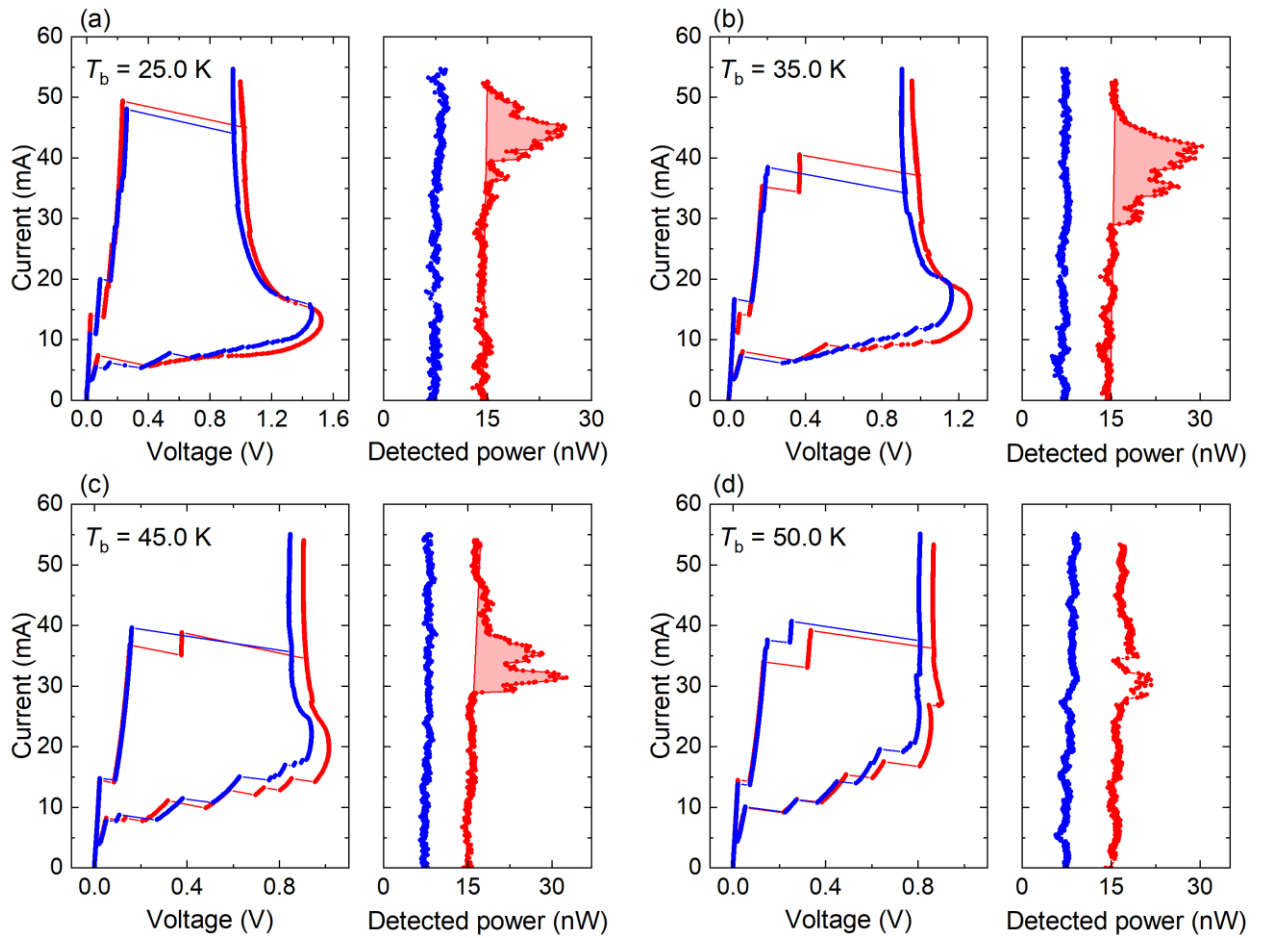 (a)
T_b = 25.0 K
Current (mA)
0
10
20
30
40
50
60
0.0 0.4 0.8 1.2 1.6
Voltage (V)
0 15 30
Detected power (nW)
(b)
T_b = 35.0 K
Current (mA)
0
10
20
30
40
50
60
0.0 0.4 0.8 1.2
Voltage (V)
0 15 30
Detected power (nW)
(c)
T_b = 45.0 K
Current (mA)
0
10
20
30
40
50
60
0.0 0.4 0.8
Voltage (V)
0 15 30
Detected power (nW)
(d)
T_b = 50.0 K
Current (mA)
0
10
20
30
40
50
60
0.0 0.4 0.8
Voltage (V)
0 15 30
Detected power (nW)